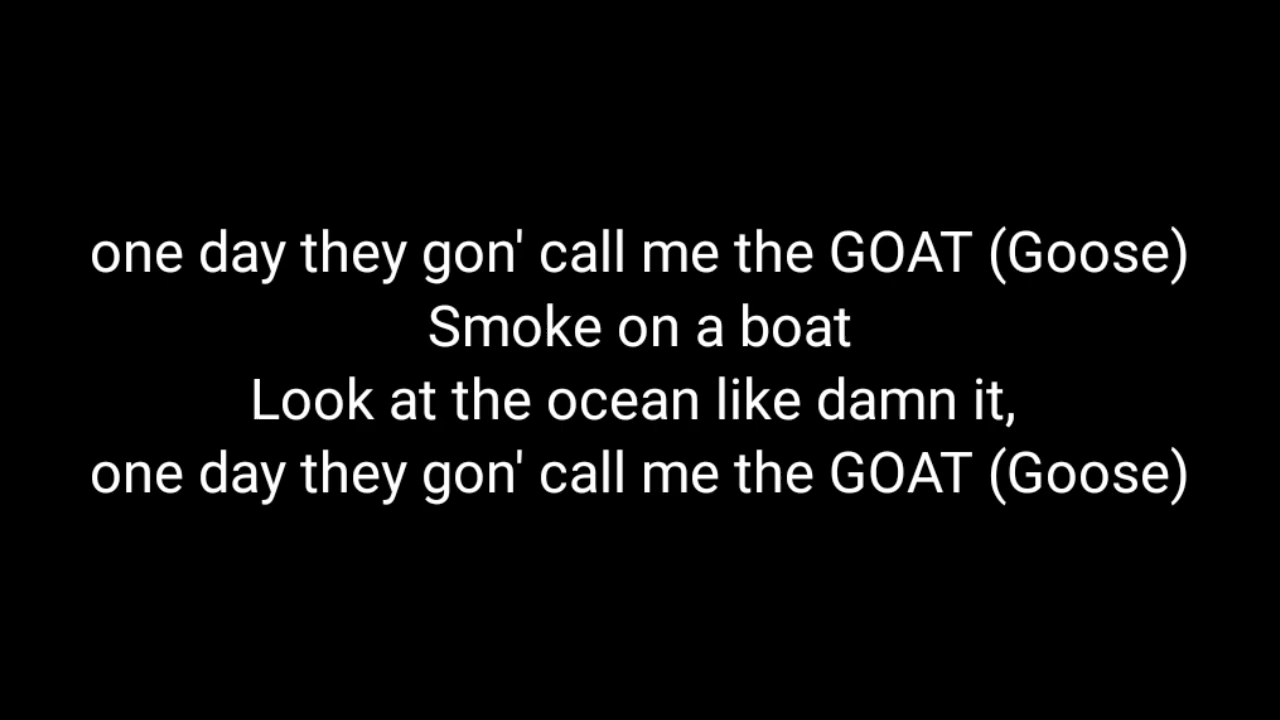 one day they gon' call me the GOAT (Goose)
Smoke on a boat
Look at the ocean like damn it,
one day they gon' call me the GOAT (Goose)